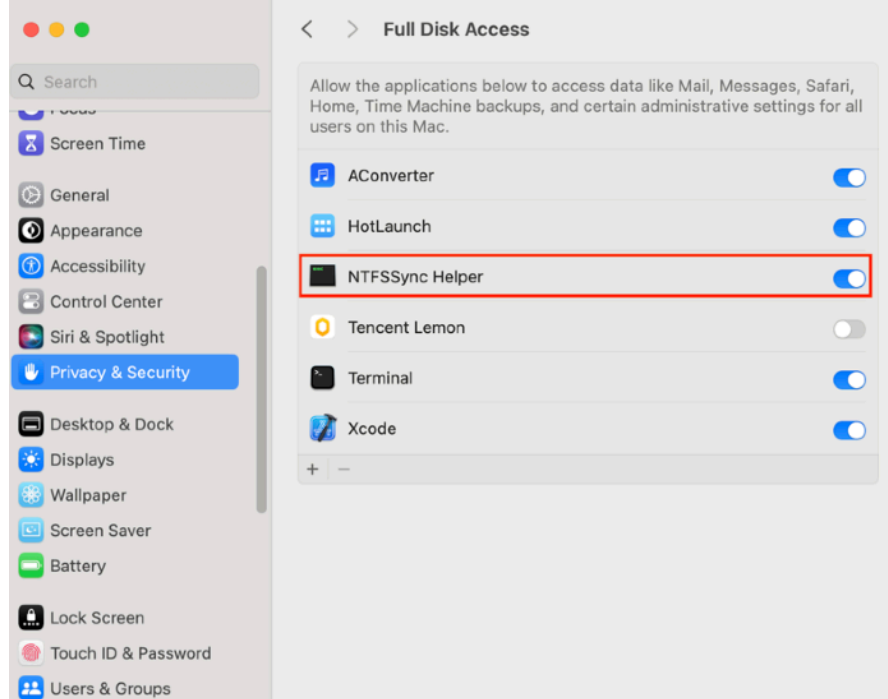 Full Disk Access
Search
Focus
Screen Time
General
Appearance
Accessibility
Control Center
Siri & Spotlight
Privacy & Security
Desktop & Dock
Displays
Wallpaper
Screen Saver
Battery
Lock Screen
Touch ID & Password
Users & Groups
Allow the applications below to access data like Mail, Messages, Safari,
Home, Time Machine backups, and certain administrative settings for all
users on this Mac.
AConverter
HotLaunch
NTFSSync Helper
Tencent Lemon
Terminal
Xcode